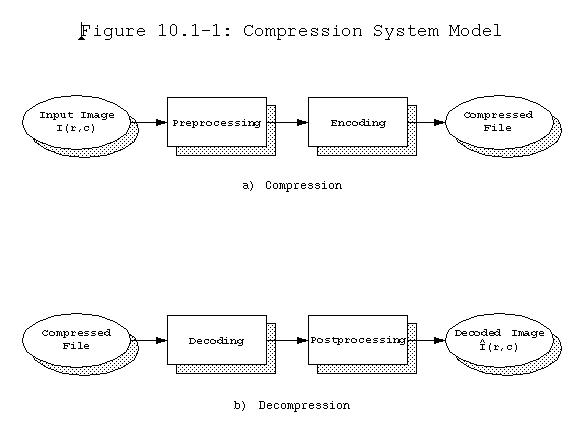 Figure 10.1-1: Compression System Model
Input Image
I(r,c)
Preprocessing
Encoding
Compressed
File
a) Compression
Compressed
File
Decoding
Postprocessing
Decoded Image
Î(r,c)
b) Decompression